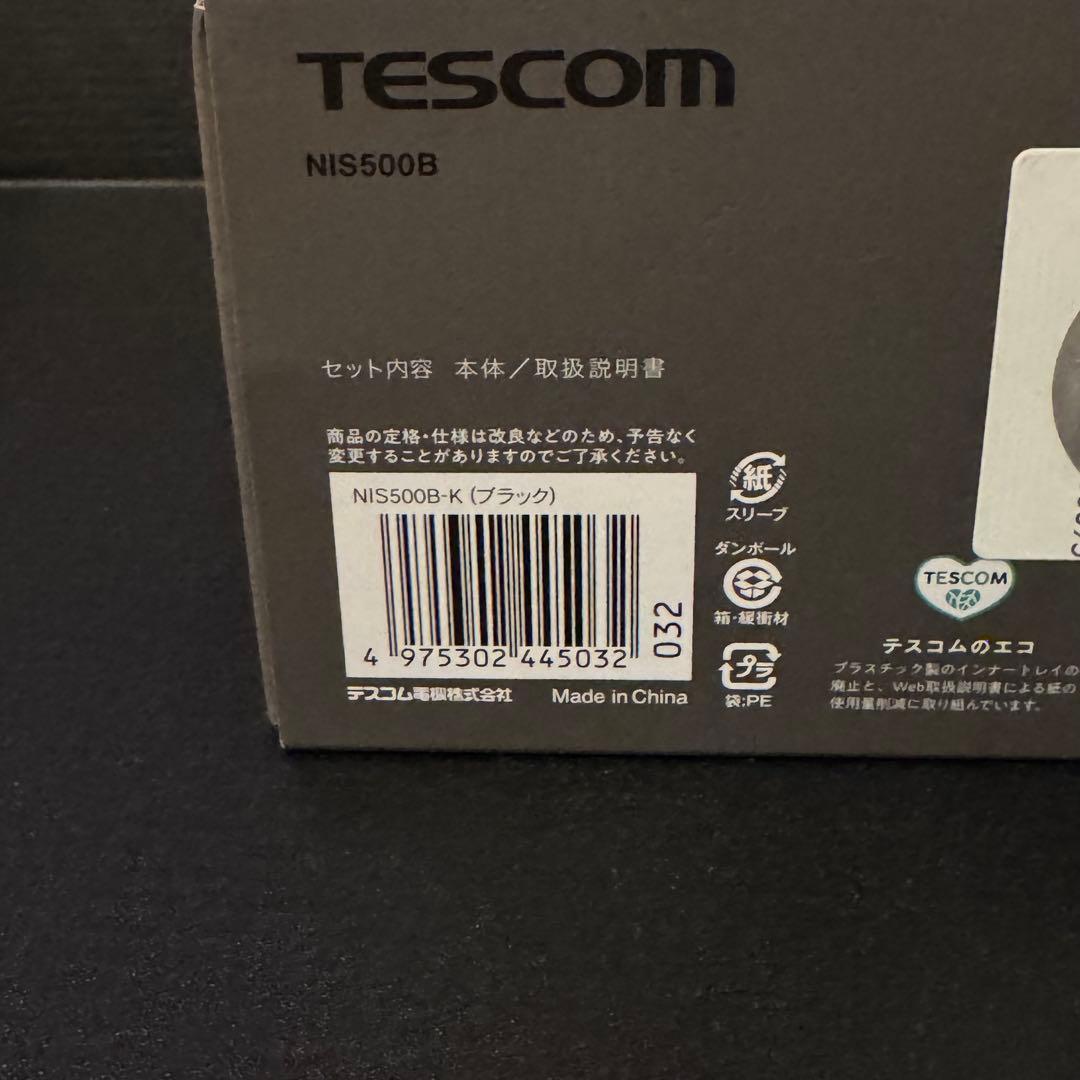 TESCOM
NIS500B
セット内容 本体／取扱説明書
商品の定格・仕様は改良などのため、予告なく
変更することがありますのでご了承ください。
NIS500B-K（ブラック）
4 975302 445032
032
テスコム電機株式会社 Made in China
紙
スリーブ
ダンボール
箱・緩衝材
プラ
袋:PE
TESCOM
テスコムのエコ
プラスチック製のインナートレイの
廃止と、Web取扱説明書による紙の
使用量削減に取り組んでいます。